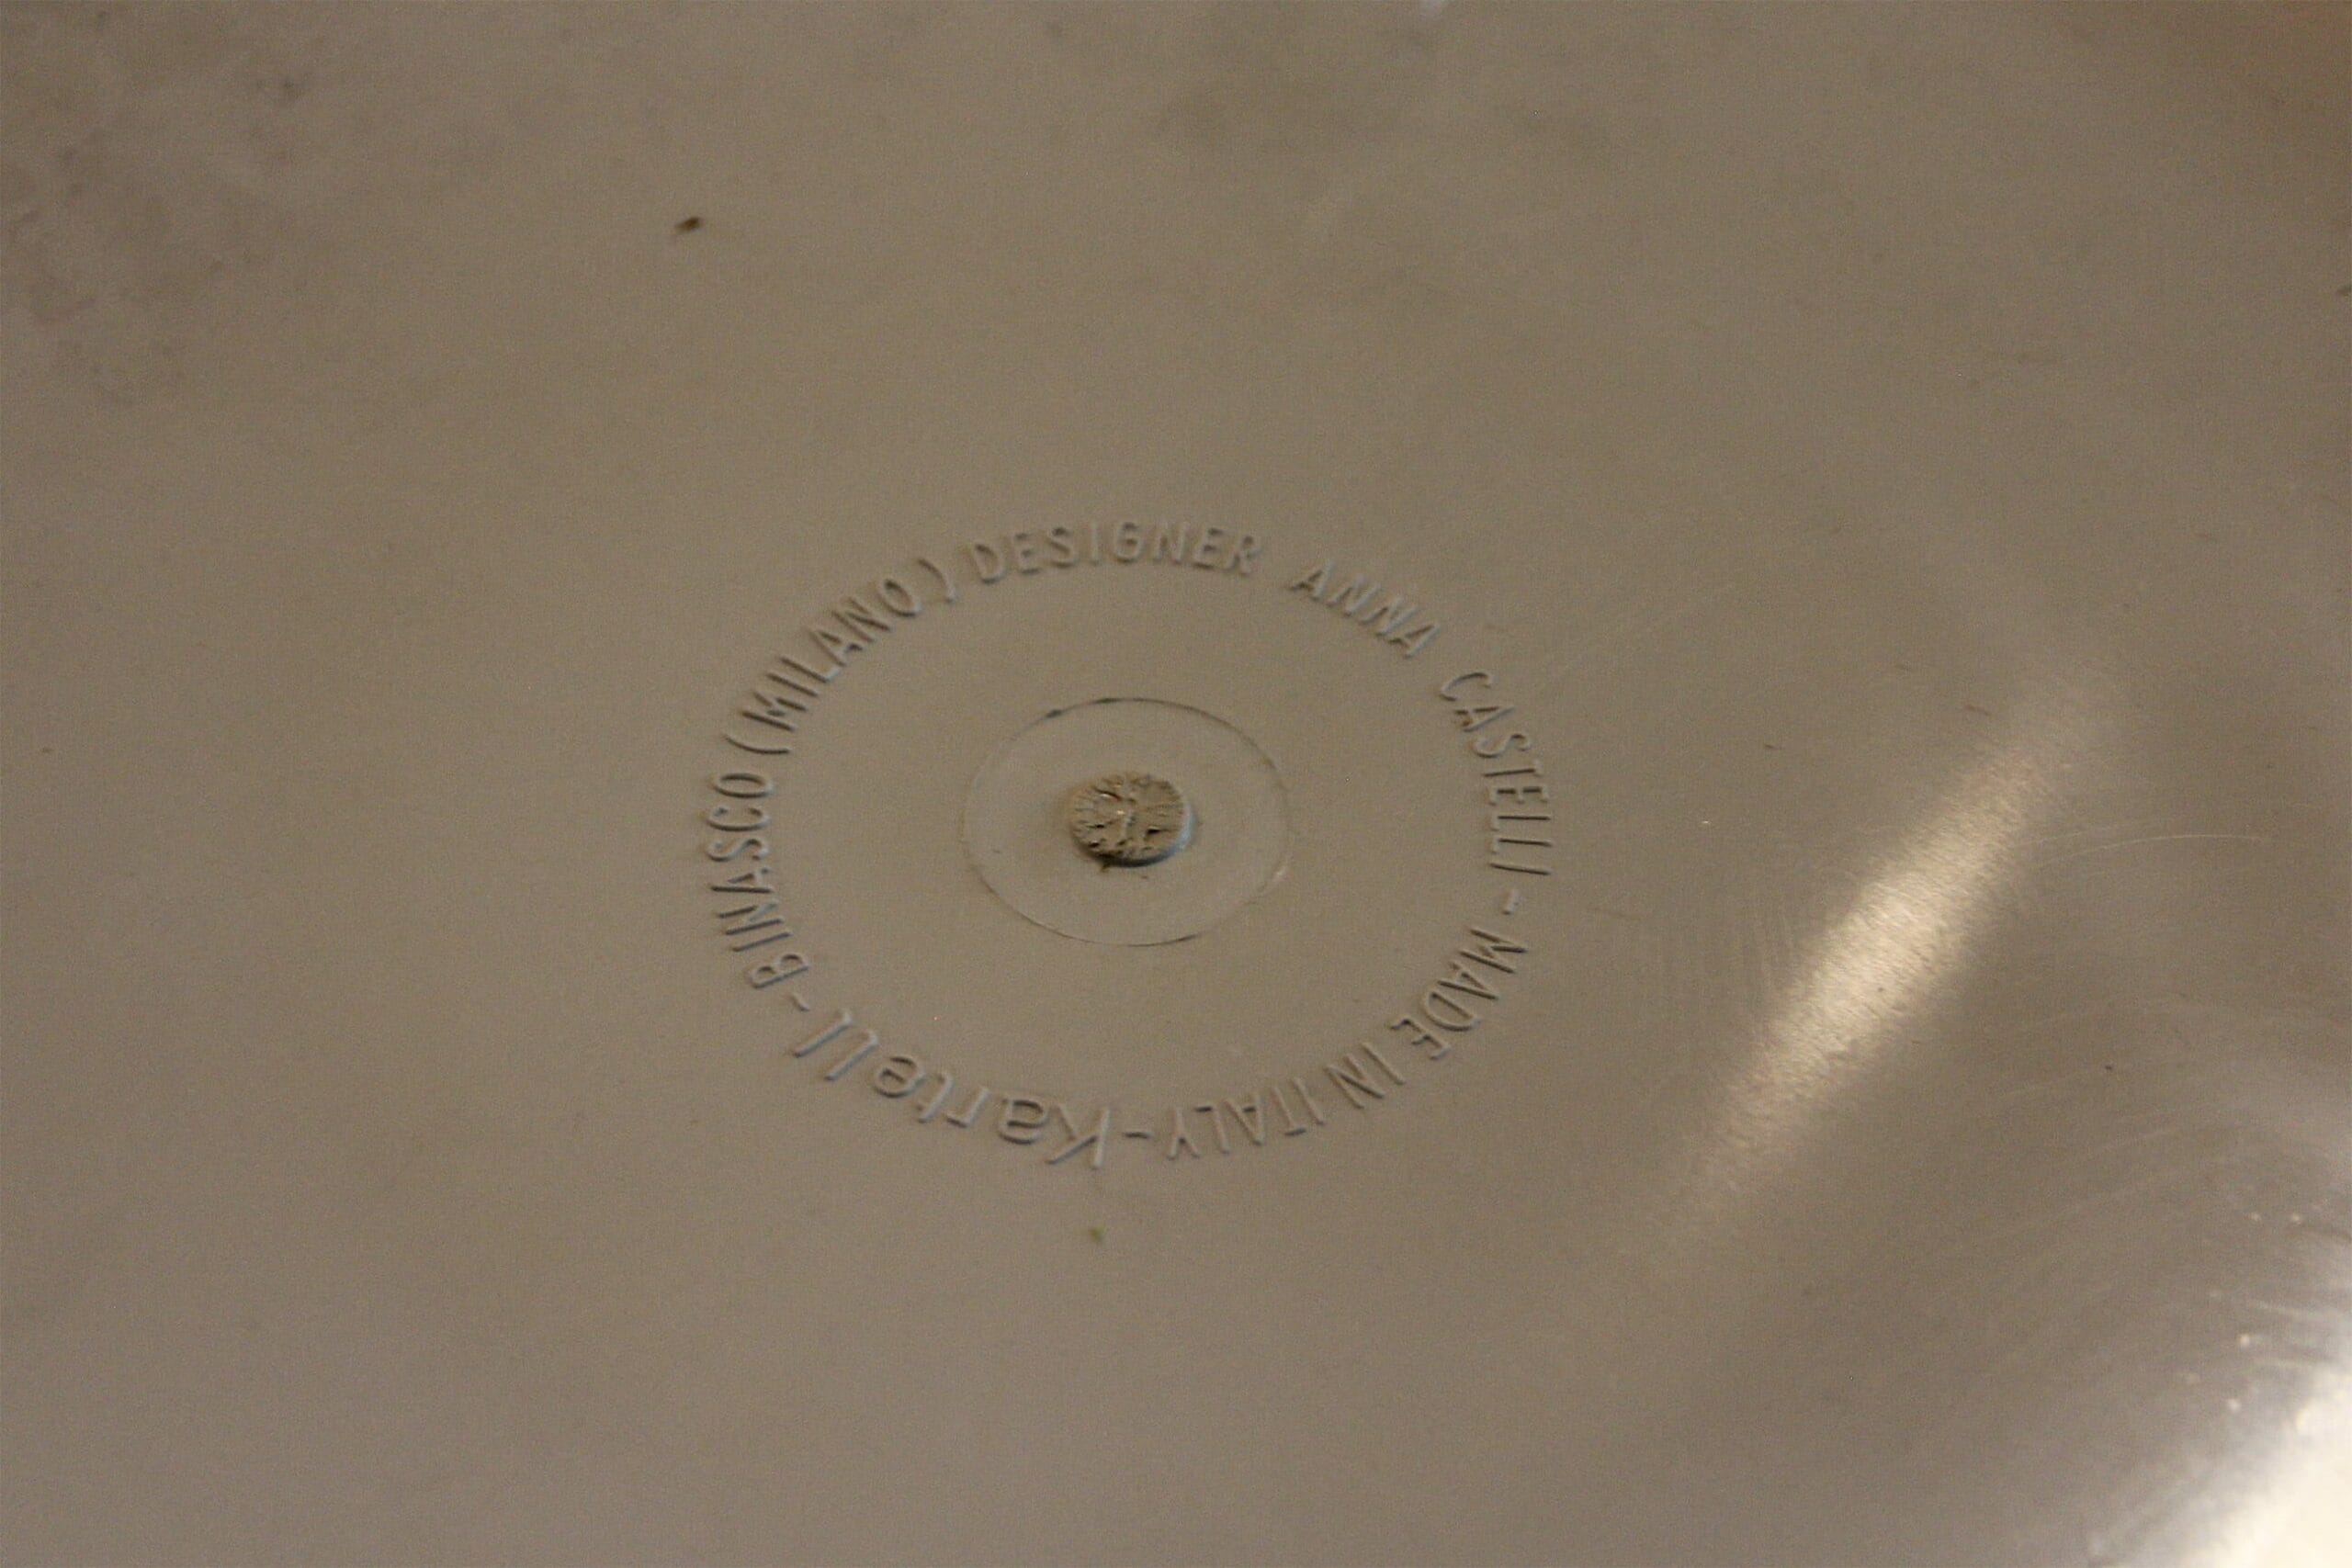 Kartell - BINASCO (MILANO) DESIGNER ANNA CASTELLI - MADE IN ITALY -